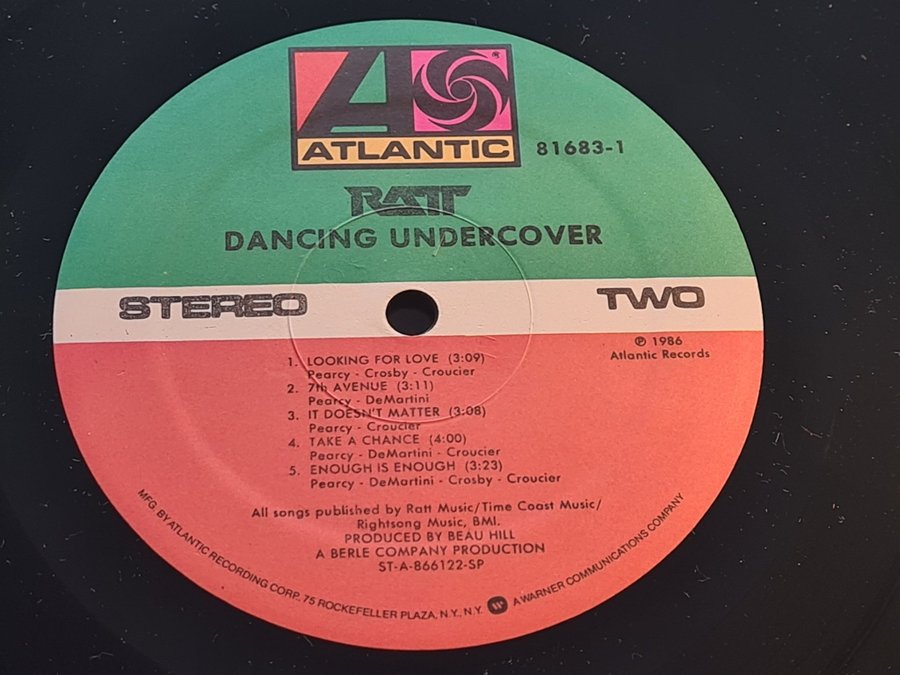 ATLANTIC
81683-1
RATT
DANCING UNDERCOVER
STEREO
TWO
℗ 1986
Atlantic Records
1. LOOKING FOR LOVE (3:09)
Pearcy - Crosby - Croucier
2. 7th AVENUE (3:11)
Pearcy - DeMartini
3. IT DOESN'T MATTER (3:08)
Pearcy - Croucier
4. TAKE A CHANCE (4:00)
Pearcy - DeMartini - Croucier
5. ENOUGH IS ENOUGH (3:23)
Pearcy - DeMartini - Crosby - Croucier
All songs published by Ratt Music/Time Coast Music/
Rightsong Music, BMI.
PRODUCED BY BEAU HILL
A BERLE COMPANY PRODUCTION
ST-A-866122-SP
MFG. BY ATLANTIC RECORDING CORP. 75 ROCKEFELLER PLAZA, N.Y., N.Y. A WARNER COMMUNICATIONS COMPANY